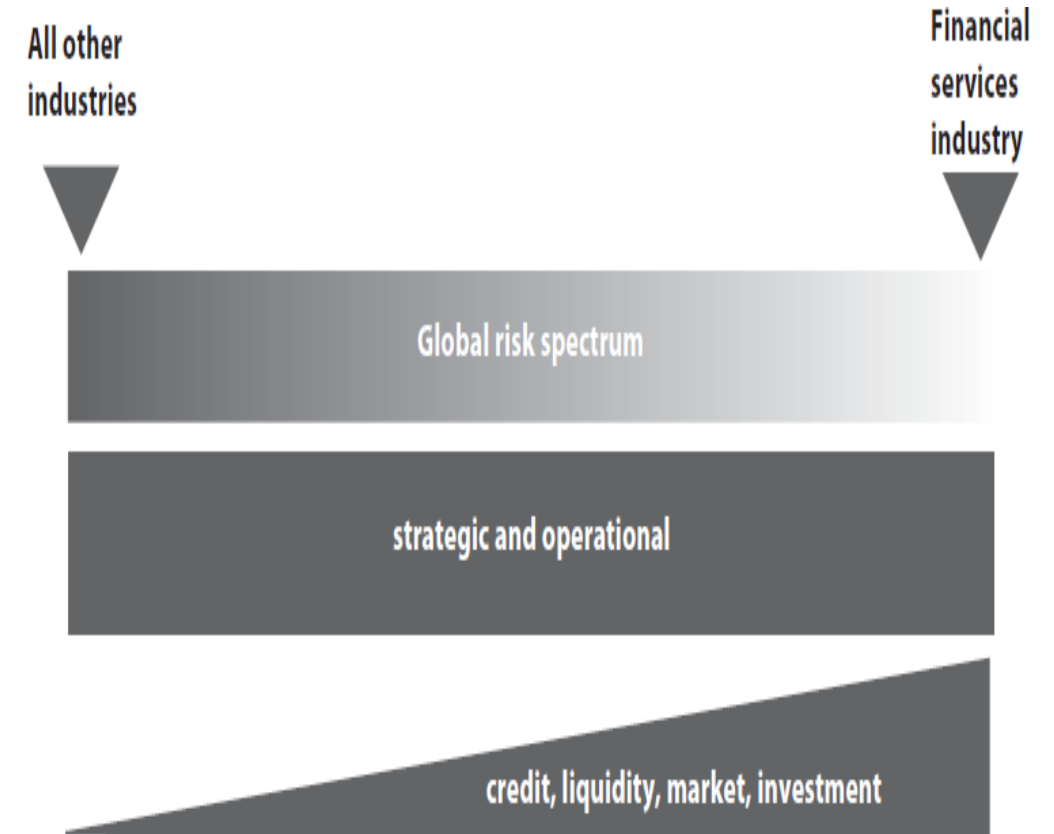 All other
industries
Financial
services
industry
Global risk spectrum
strategic and operational
credit, liquidity, market, investment